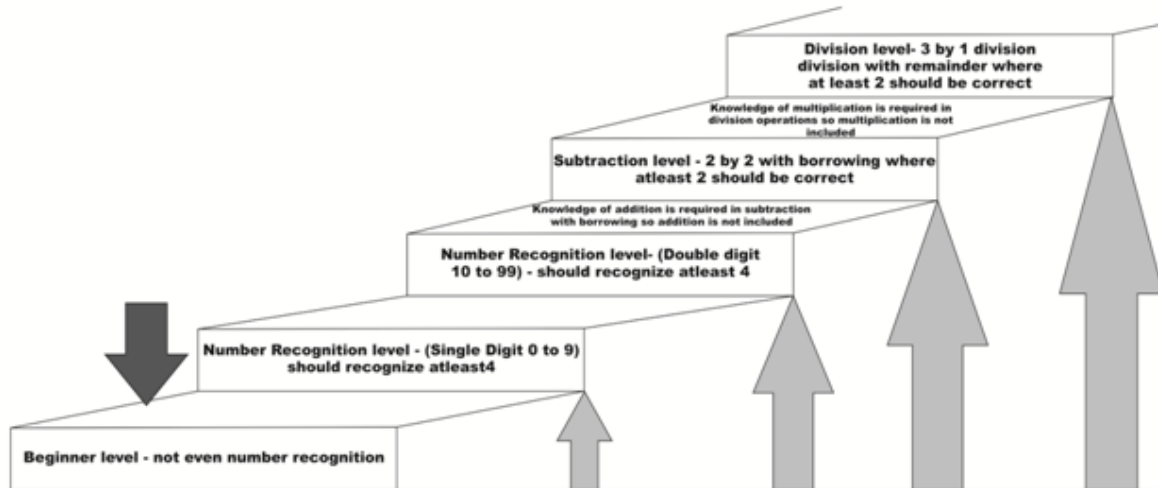 Division level- 3 by 1 division
division with remainder where
at least 2 should be correct
Knowledge of multiplication is required in
division operations so multiplication is not
included
Subtraction level - 2 by 2 with borrowing where
atleast 2 should be correct
Knowledge of addition is required in subtraction
with borrowing so addition is not included
Number Recognition level- (Double digit
10 to 99) - should recognize atleast 4
Number Recognition level - (Single Digit 0 to 9)
should recognize atleast4
Beginner level - not even number recognition